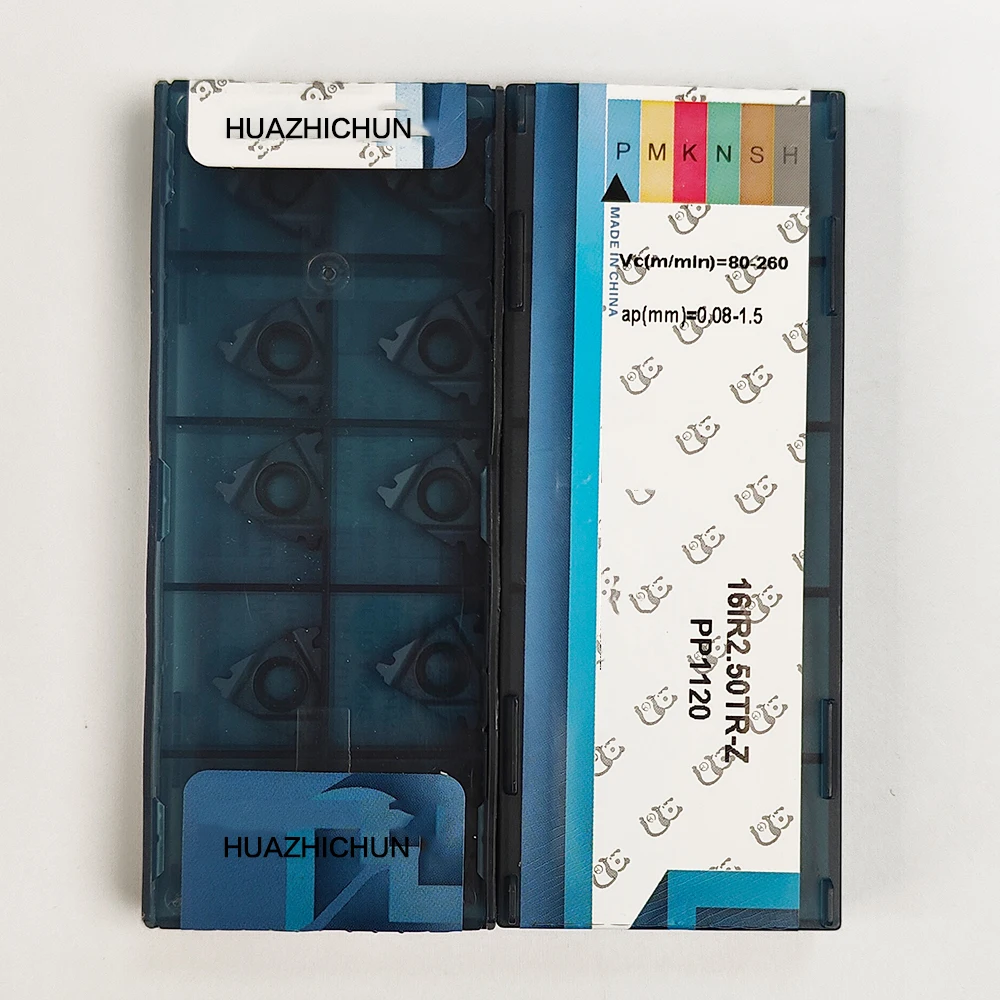 HUAZHICHUN
HUAZHICHUN
P M K N S H
MADE IN CHINA
Vc(m/min)=80-260
ap(mm)=0.08-1.5
16IR2.50TR-Z
PP1120